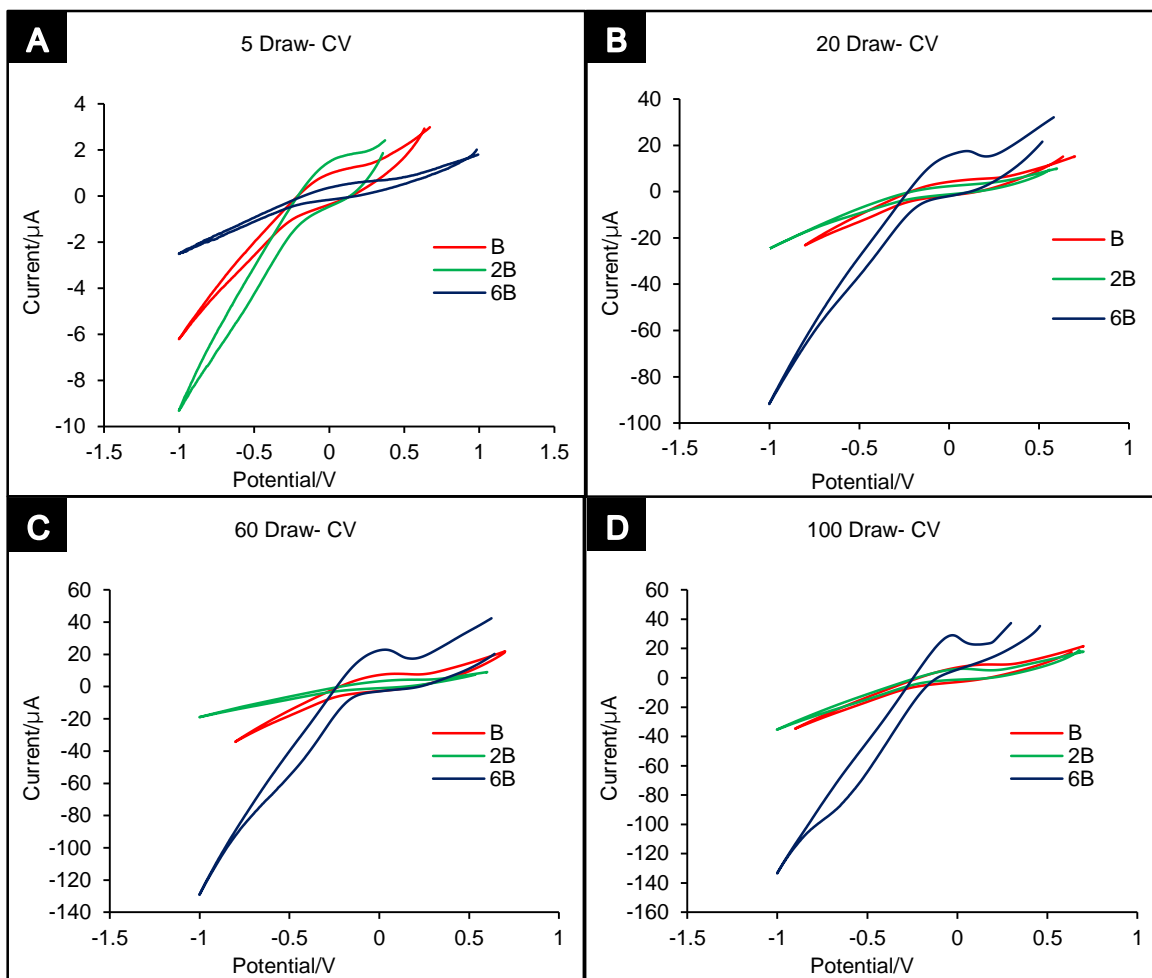 A
5 Draw- CV
4
2
0
-2
-4
-6
-8
-10
Current/µA
-1.5 -1 -0.5 0 0.5 1 1.5
Potential/V
B
2B
6B
B
20 Draw- CV
40
20
0
-20
-40
-60
-80
-100
Current/µA
-1.5 -1 -0.5 0 0.5 1
Potential/V
B
2B
6B
C
60 Draw- CV
60
40
20
0
-20
-40
-60
-80
-100
-120
-140
Current/µA
-1.5 -1 -0.5 0 0.5 1
Potential/V
B
2B
6B
D
100 Draw- CV
60
40
20
0
-20
-40
-60
-80
-100
-120
-140
-160
Current/µA
-1.5 -1 -0.5 0 0.5 1
Potential/V
B
2B
6B